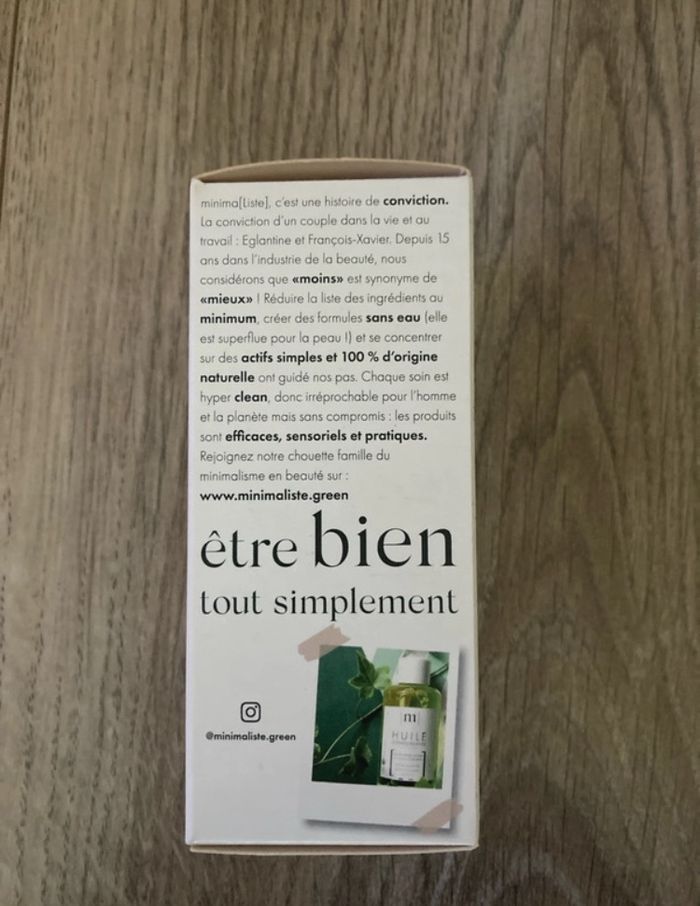 minima[Liste], c'est une histoire de conviction.
La conviction d'un couple dans la vie et au
travail : Eglantine et François-Xavier. Depuis 15
ans dans l'industrie de la beauté, nous
considérons que «moins» est synonyme de
«mieux» ! Réduire la liste des ingrédients au
minimum, créer des formules sans eau (elle
est superflue pour la peau !) et se concentrer
sur des actifs simples et 100 % d'origine
naturelle ont guidé nos pas. Chaque soin est
hyper clean, donc irréprochable pour l'homme
et la planète mais sans compromis : les produits
sont efficaces, sensoriels et pratiques.
Rejoignez notre chouette famille du
minimalisme en beauté sur :
www.minimaliste.green
être bien
tout simplement
@minimaliste.green
m
HUILE